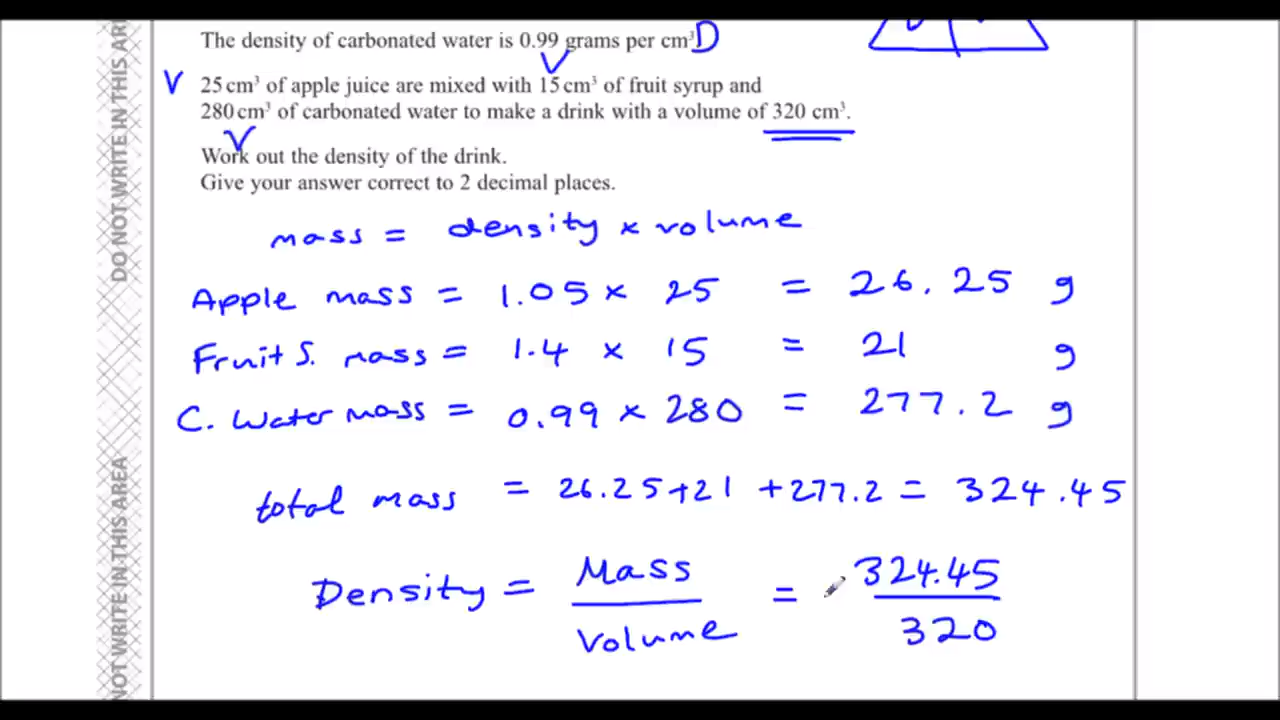 The density of carbonated water is 0.99 grams per cm³ D
V 25 cm³ of apple juice are mixed with 15 cm³ of fruit syrup and
V
280 cm³ of carbonated water to make a drink with a volume of 320 cm³.
V
Work out the density of the drink.
Give your answer correct to 2 decimal places.
mass = density × volume
Apple mass = 1.05 × 25 = 26.25 g
Fruit S. mass = 1.4 × 15 = 21 g
C. Water mass = 0.99 × 280 = 277.2 g
total mass = 26.25+21 +277.2 = 324.45
Density = Mass / Volume = 324.45 / 320
DO NOT WRITE IN THIS AR
NOT WRITE IN THIS AREA